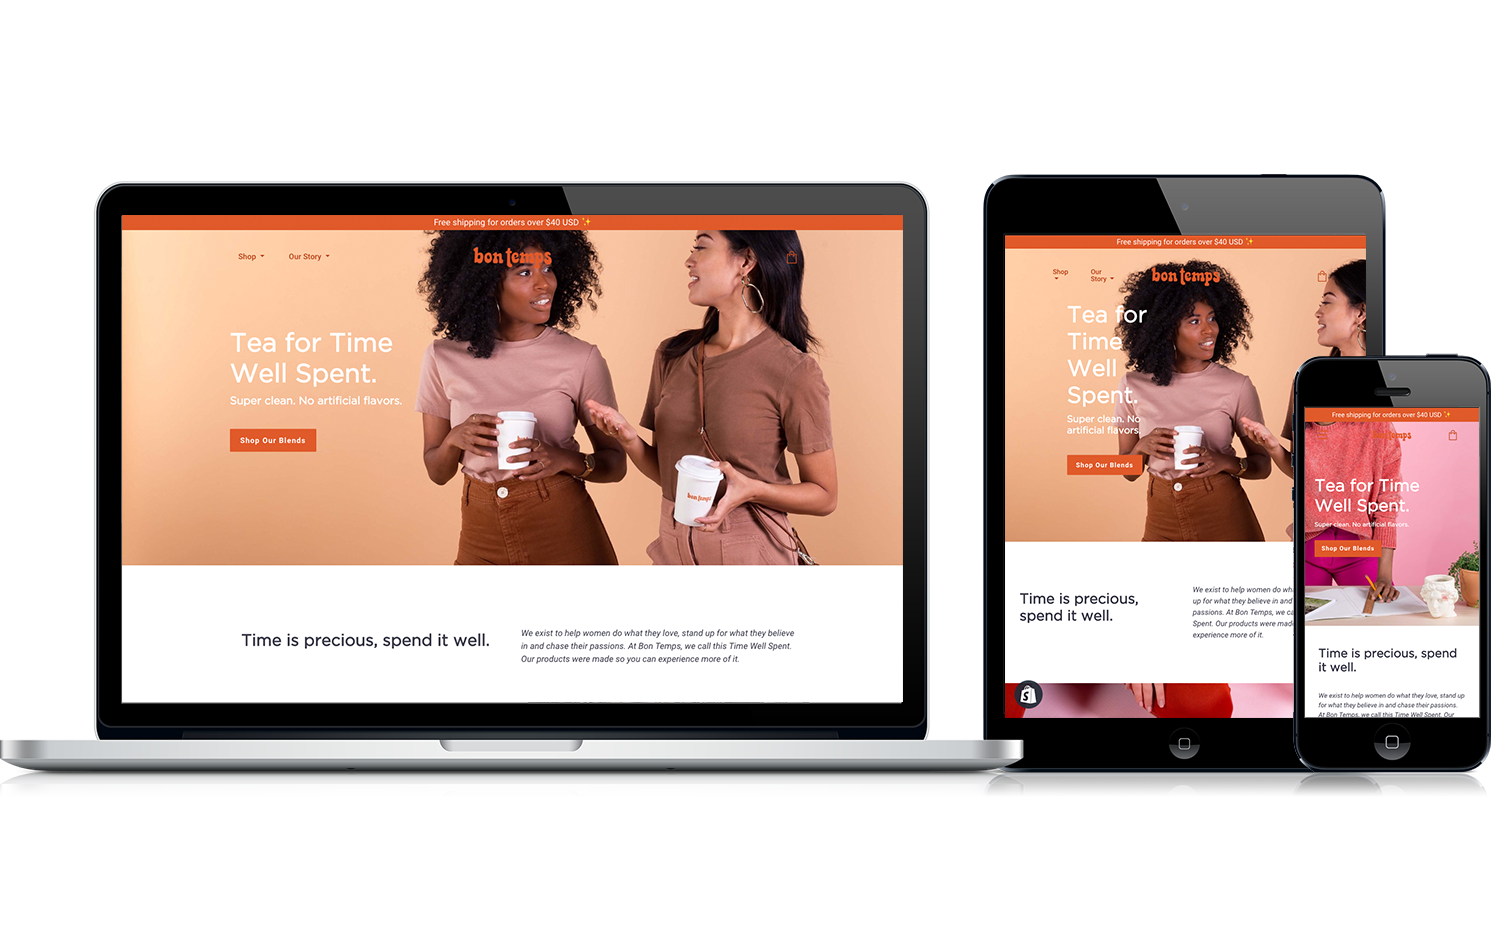 Free shipping for orders over $40 USD ✨
Shop
Our Story
bon temps
Tea for Time
Well Spent.
Super clean. No artificial flavors.
Shop Our Blends
bon temps
Time is precious, spend it well.
We exist to help women do what they love, stand up for what they believe
in and chase their passions. At Bon Temps, we call this Time Well Spent.
Our products were made so you can experience more of it.
Free shipping for orders over $40 USD ✨
Shop
Our
Story
bon temps
Tea for
Time
Well
Spent.
Super clean. No
artificial flavors.
Shop Our Blends
Time is precious,
spend it well.
We exist to help women do
up for what they believe in and
passions. At Bon Temps, we
Spent. Our products were made
experience more of it.
Free shipping for orders over $40 USD ✨
bon temps
Tea for Time
Well Spent.
Super clean. No artificial flavors.
Shop Our Blends
Time is precious, spend
it well.
We exist to help women do what they love, stand up
for what they believe in and chase their passions.
At Bon Temps, we call this Time Well Spent. Our